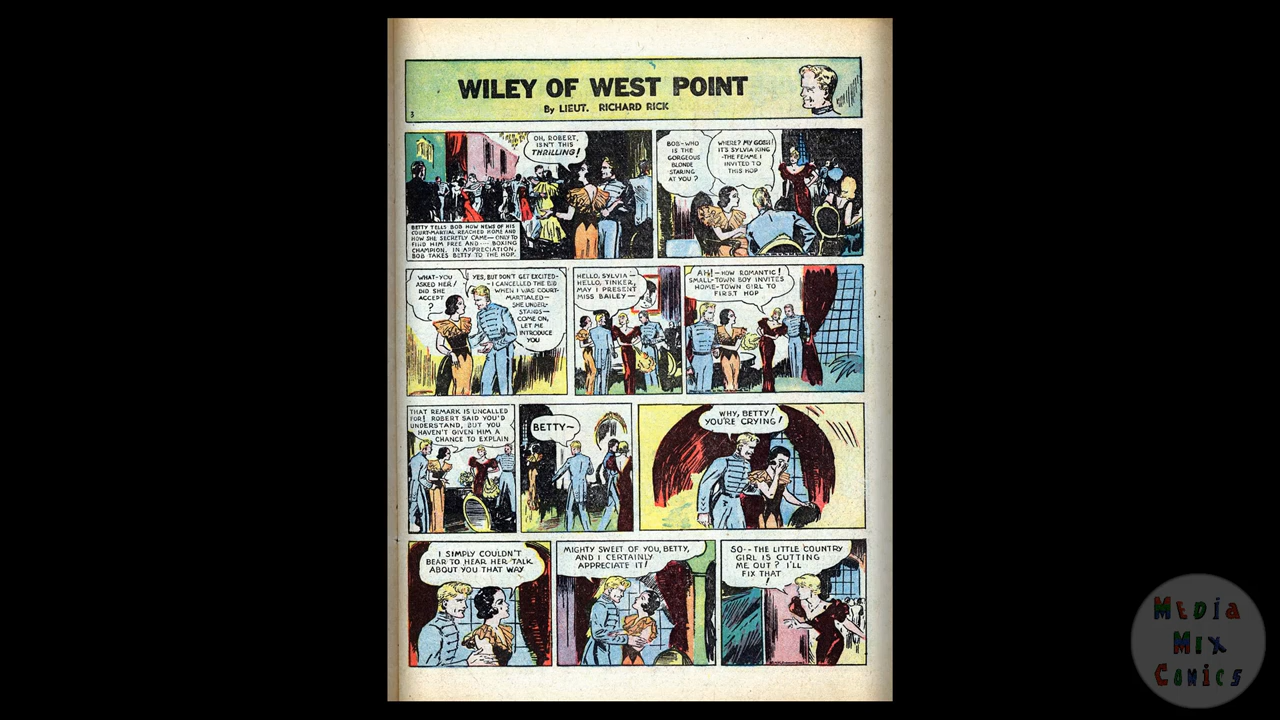 WILEY OF WEST POINT
By LIEUT. RICHARD RICK
3
OH, ROBERT,
ISN'T THIS
THRILLING!
BETTY TELLS BOB HOW NEWS OF HIS
COURT-MARTIAL REACHED HOME AND
HOW SHE SECRETLY CAME—ONLY TO
FIND HIM FREE AND--- BOXING
CHAMPION. IN APPRECIATION,
BOB TAKES BETTY TO THE HOP.
BOB-WHO
IS THE
GORGEOUS
BLONDE
STARING
AT YOU?
WHERE? MY GOSH!
IT'S SYLVIA KING
-THE FEMME I
INVITED TO
THIS HOP
WHAT-YOU
ASKED HER!
DID SHE
ACCEPT
?
YES, BUT DON'T GET EXCITED-
-I CANCELLED THE BID
WHEN I WAS COURT-
MARTIALED—
SHE UNDER-
STANDS—
COME ON,
LET ME
INTRODUCE
YOU
HELLO, SYLVIA—
HELLO, TINKER,
MAY I PRESENT
MISS BAILEY—
AH!—HOW ROMANTIC!
SMALL-TOWN BOY INVITES
HOME-TOWN GIRL TO
FIRST HOP
THAT REMARK IS UNCALLED
FOR! ROBERT SAID YOU'D
UNDERSTAND, BUT YOU
HAVEN'T GIVEN HIM A
CHANCE TO EXPLAIN
BETTY~
WHY, BETTY!
YOU'RE CRYING!
I SIMPLY COULDN'T
BEAR TO HEAR HER TALK
ABOUT YOU THAT WAY
MIGHTY SWEET OF YOU, BETTY,
AND I CERTAINLY
APPRECIATE IT!
SO--THE LITTLE COUNTRY
GIRL IS CUTTING
ME OUT? I'LL
FIX THAT
!
MEDIA
MIX
COMICS